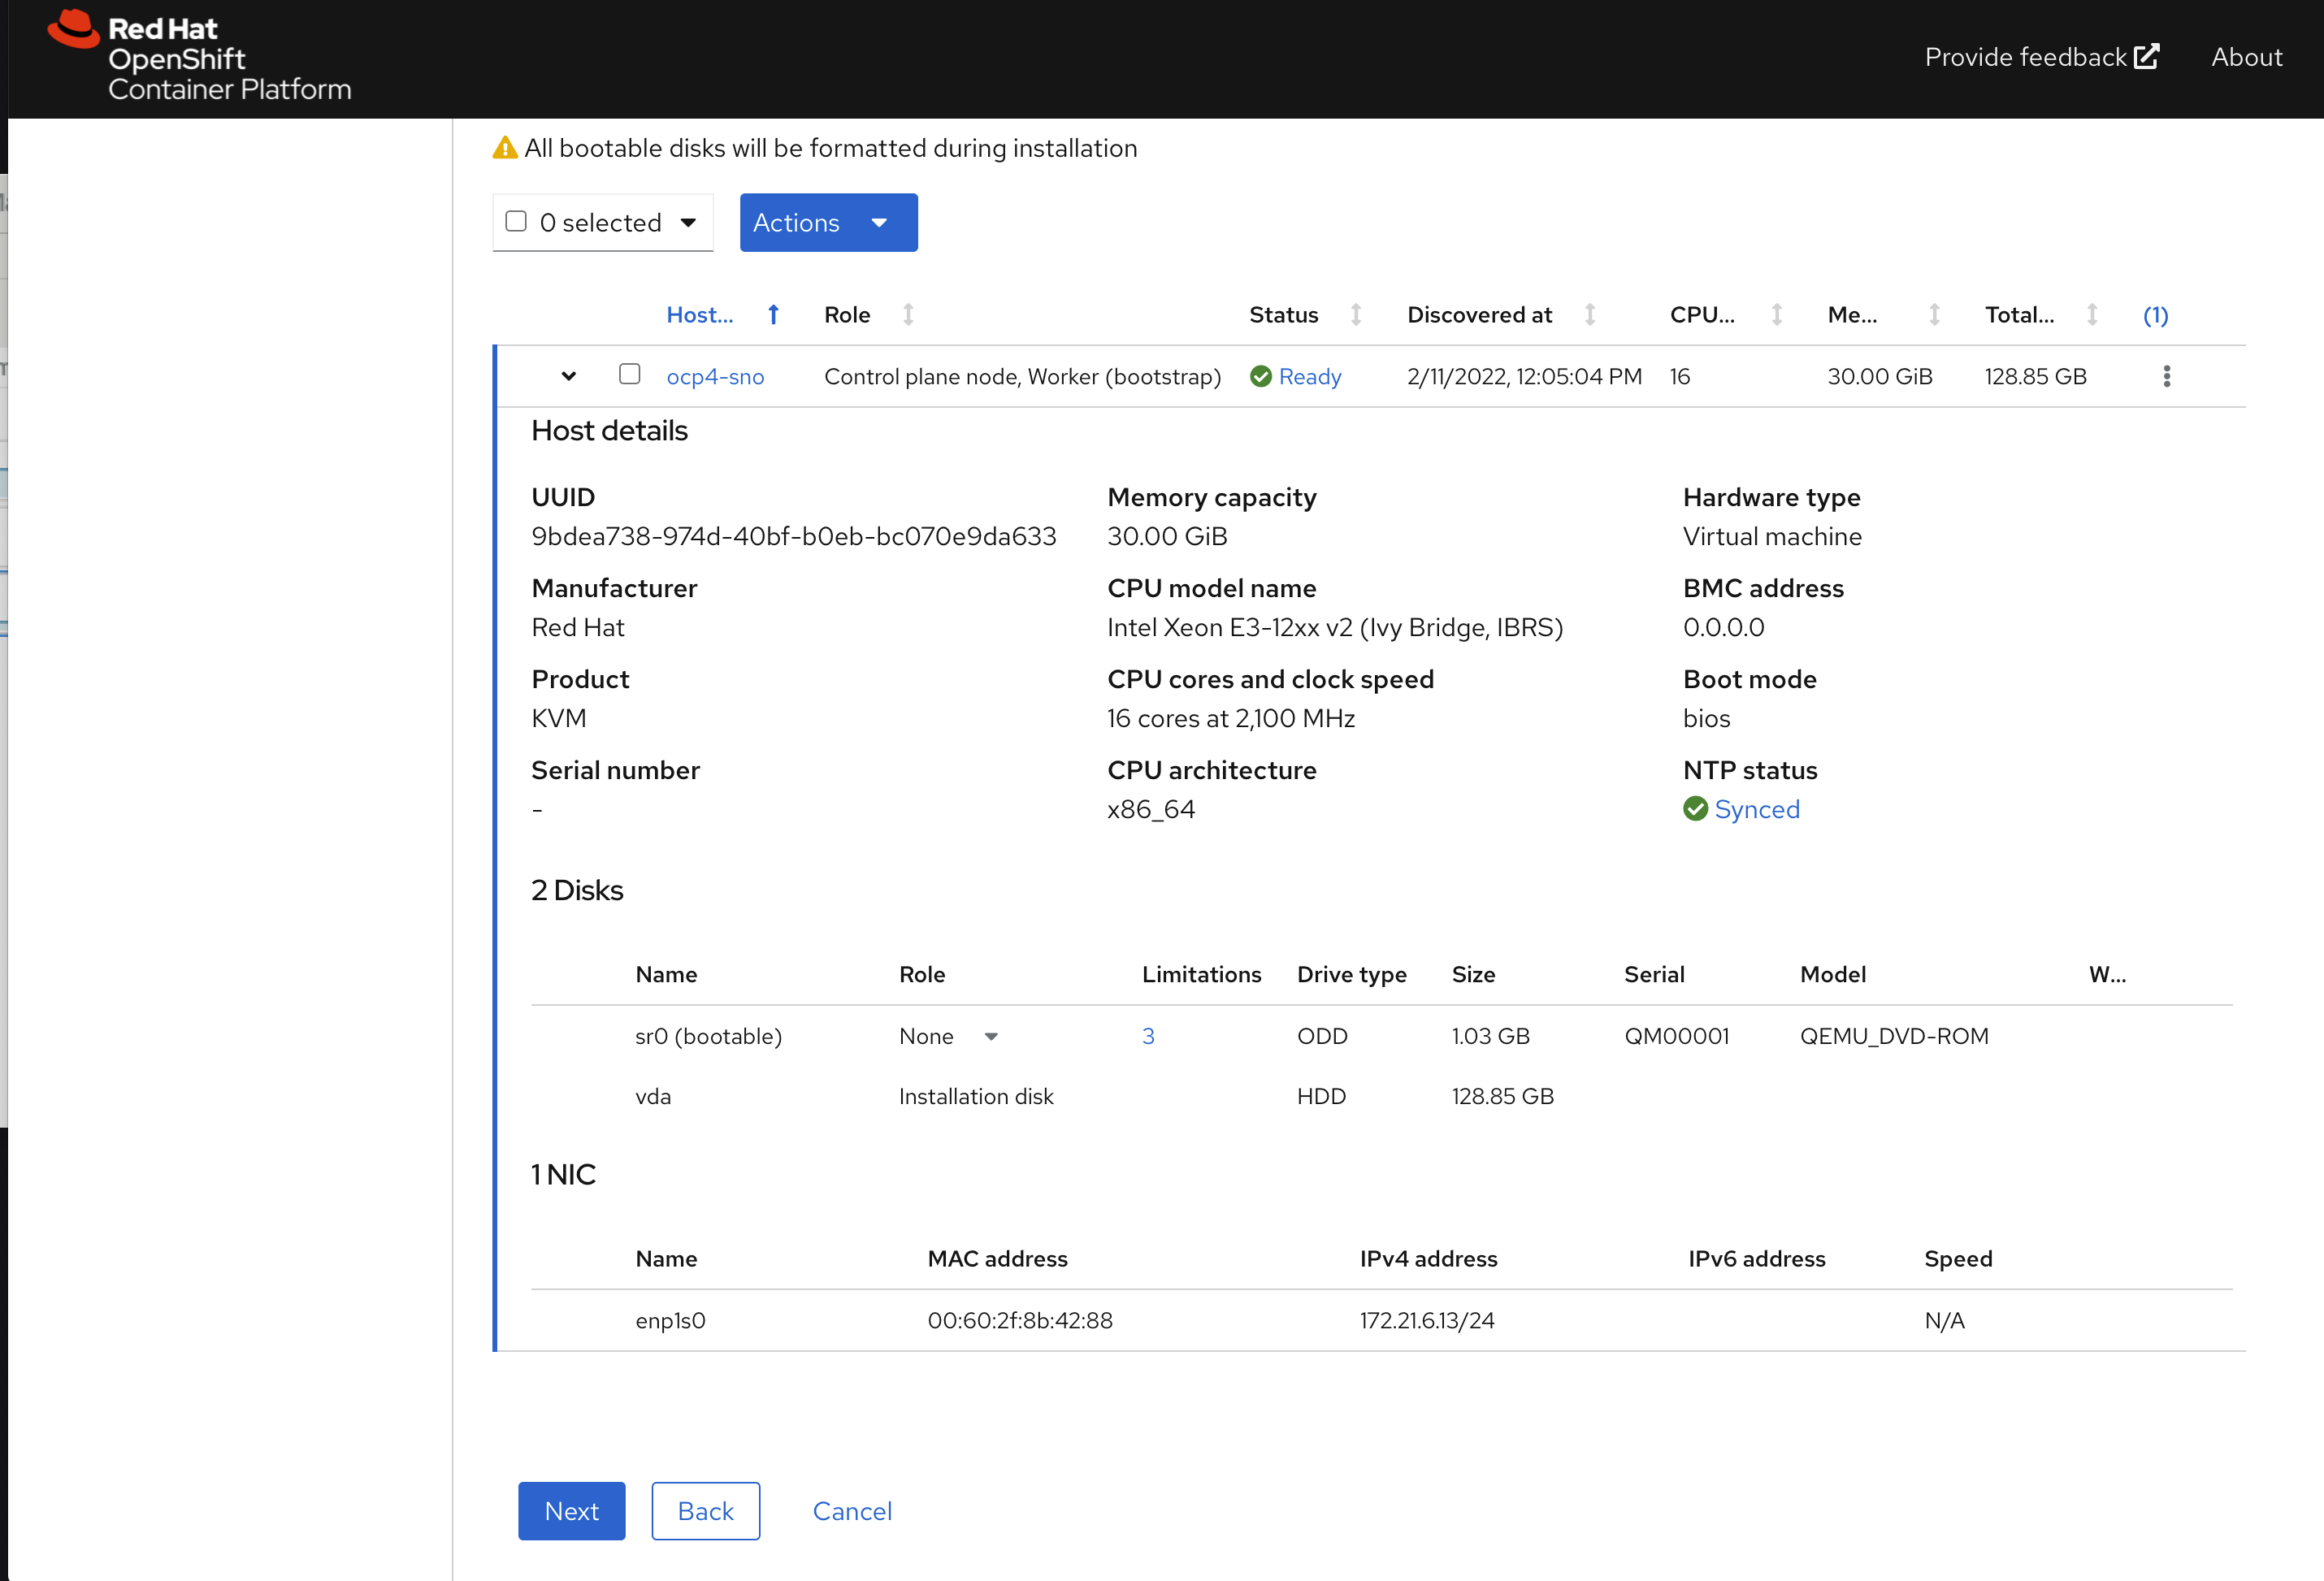 Red Hat
OpenShift
Container Platform
Provide feedback
About
All bootable disks will be formatted during installation
0 selected
Actions
Host... Role Status Discovered at CPU... Me... Total... (1)
ocp4-sno Control plane node, Worker (bootstrap) Ready 2/11/2022, 12:05:04 PM 16 30.00 GiB 128.85 GB
Host details
UUID Memory capacity Hardware type
9bdea738-974d-40bf-b0eb-bc070e9da633 30.00 GiB Virtual machine
Manufacturer CPU model name BMC address
Red Hat Intel Xeon E3-12xx v2 (Ivy Bridge, IBRS) 0.0.0.0
Product CPU cores and clock speed Boot mode
KVM 16 cores at 2,100 MHz bios
Serial number CPU architecture NTP status
- x86_64 Synced
2 Disks
Name Role Limitations Drive type Size Serial Model W...
sr0 (bootable) None 3 ODD 1.03 GB QM00001 QEMU_DVD-ROM
vda Installation disk HDD 128.85 GB
1 NIC
Name MAC address IPv4 address IPv6 address Speed
enp1s0 00:60:2f:8b:42:88 172.21.6.13/24 N/A
Next Back Cancel